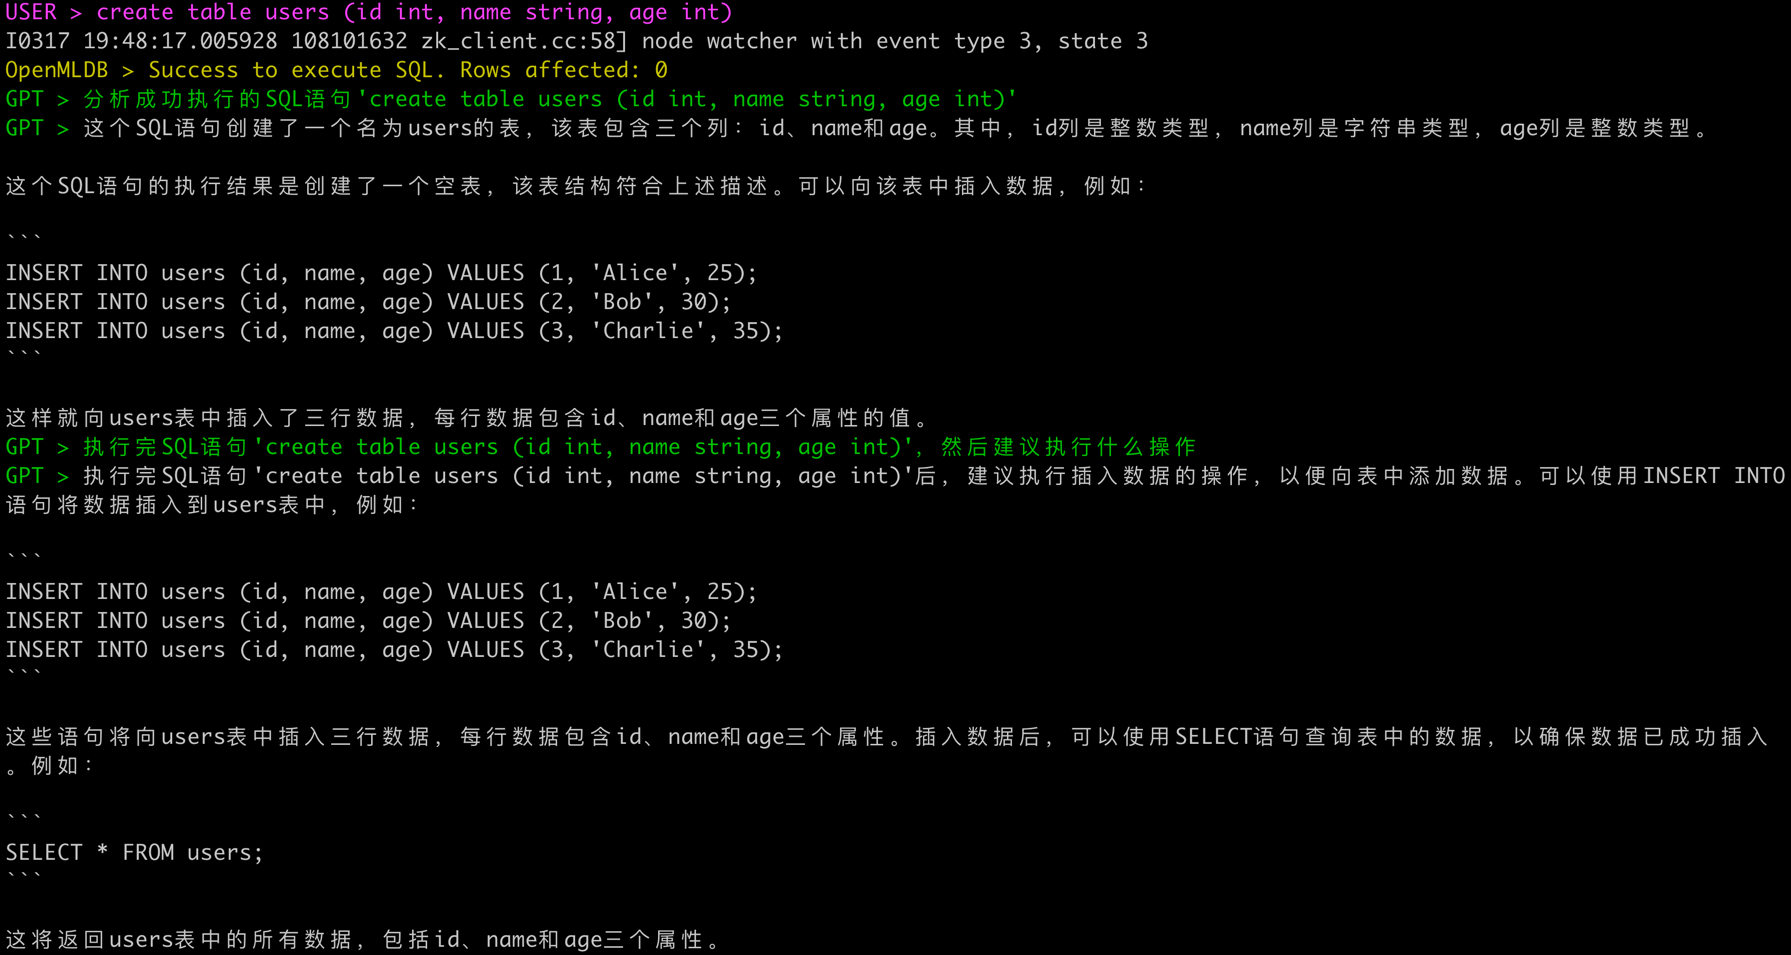 USER > create table users (id int, name string, age int)
I0317 19:48:17.005928 108101632 zk_client.cc:58] node watcher with event type 3, state 3
OpenMLDB > Success to execute SQL. Rows affected: 0
GPT > 分析成功执行的SQL语句'create table users (id int, name string, age int)'
GPT > 这个SQL语句创建了一个名为users的表，该表包含三个列：id、name和age。其中，id列是整数类型，name列是字符串类型，age列是整数类型。
这个SQL语句的执行结果是创建了一个空表，该表结构符合上述描述。可以向该表中插入数据，例如：
```
INSERT INTO users (id, name, age) VALUES (1, 'Alice', 25);
INSERT INTO users (id, name, age) VALUES (2, 'Bob', 30);
INSERT INTO users (id, name, age) VALUES (3, 'Charlie', 35);
```
这样就向users表中插入了三行数据，每行数据包含id、name和age三个属性的值。
GPT > 执行完SQL语句'create table users (id int, name string, age int)'，然后建议执行什么操作
GPT > 执行完SQL语句'create table users (id int, name string, age int)'后，建议执行插入数据的操作，以便向表中添加数据。可以使用INSERT INTO
语句将数据插入到users表中，例如：
```
INSERT INTO users (id, name, age) VALUES (1, 'Alice', 25);
INSERT INTO users (id, name, age) VALUES (2, 'Bob', 30);
INSERT INTO users (id, name, age) VALUES (3, 'Charlie', 35);
```
这些语句将向users表中插入三行数据，每行数据包含id、name和age三个属性。插入数据后，可以使用SELECT语句查询表中的数据，以确保数据已成功插入
。例如：
```
SELECT * FROM users;
```
这将返回users表中的所有数据，包括id、name和age三个属性。